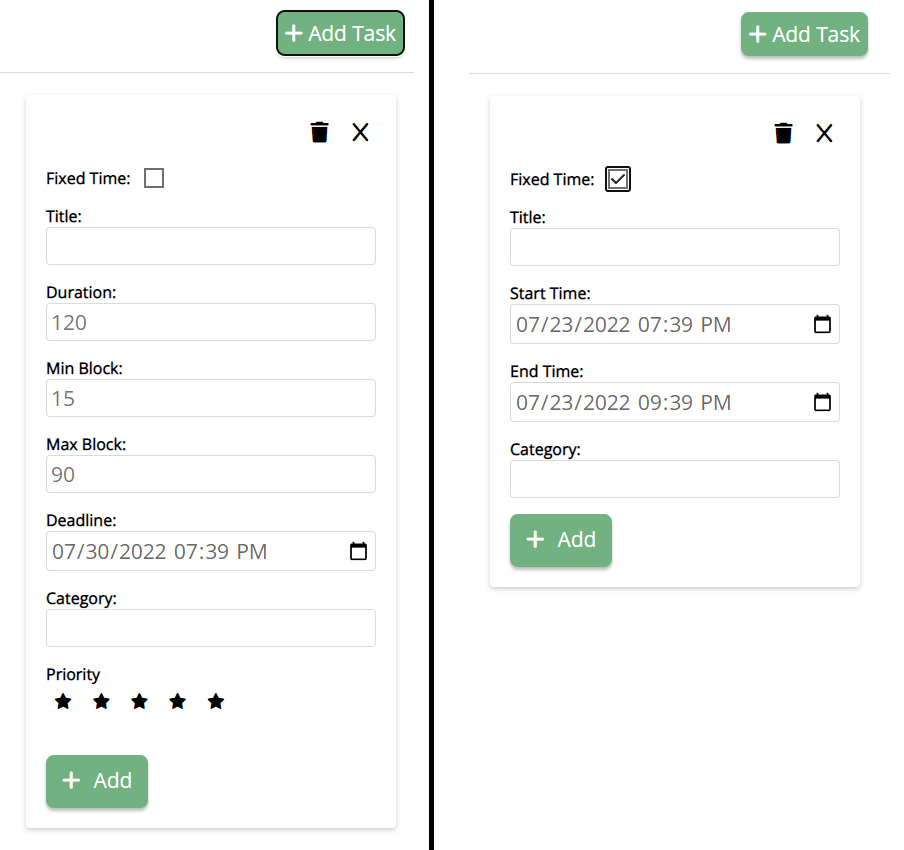 Add Task
Fixed Time:
Title:
Duration:
120
Min Block:
15
Max Block:
90
Deadline:
07/30/2022 07:39 PM
Category:
Priority
Add
Add Task
Fixed Time:
Title:
Start Time:
07/23/2022 07:39 PM
End Time:
07/23/2022 09:39 PM
Category:
Add